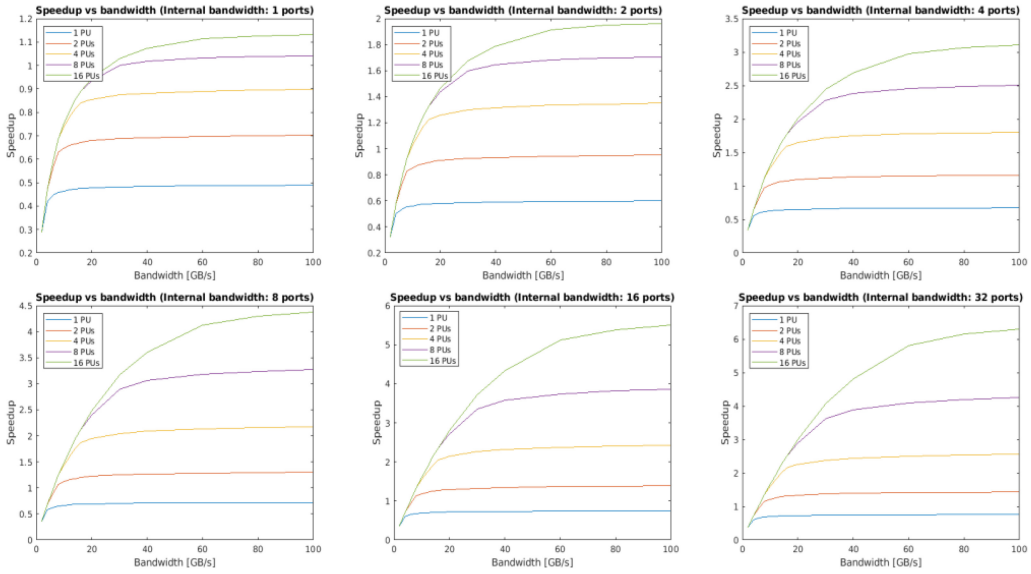 Speedup vs bandwidth (Internal bandwidth: 1 ports)
1.2
1.1
1
0.9
0.8
0.7
0.6
0.5
0.4
0.3
0.2
Speedup
1 PU
2 PUs
4 PUs
8 PUs
16 PUs
0 20 40 60 80 100
Bandwidth [GB/s]
Speedup vs bandwidth (Internal bandwidth: 2 ports)
2
1.8
1.6
1.4
1.2
1
0.8
0.6
0.4
0.2
Speedup
1 PU
2 PUs
4 PUs
8 PUs
16 PUs
0 20 40 60 80 100
Bandwidth [GB/s]
Speedup vs bandwidth (Internal bandwidth: 4 ports)
3.5
3
2.5
2
1.5
1
0.5
0
Speedup
1 PU
2 PUs
4 PUs
8 PUs
16 PUs
0 20 40 60 80 100
Bandwidth [GB/s]
Speedup vs bandwidth (Internal bandwidth: 8 ports)
4.5
4
3.5
3
2.5
2
1.5
1
0.5
0
Speedup
1 PU
2 PUs
4 PUs
8 PUs
16 PUs
0 20 40 60 80 100
Bandwidth [GB/s]
Speedup vs bandwidth (Internal bandwidth: 16 ports)
6
5
4
3
2
1
0
Speedup
1 PU
2 PUs
4 PUs
8 PUs
16 PUs
0 20 40 60 80 100
Bandwidth [GB/s]
Speedup vs bandwidth (Internal bandwidth: 32 ports)
7
6
5
4
3
2
1
0
Speedup
1 PU
2 PUs
4 PUs
8 PUs
16 PUs
0 20 40 60 80 100
Bandwidth [GB/s]